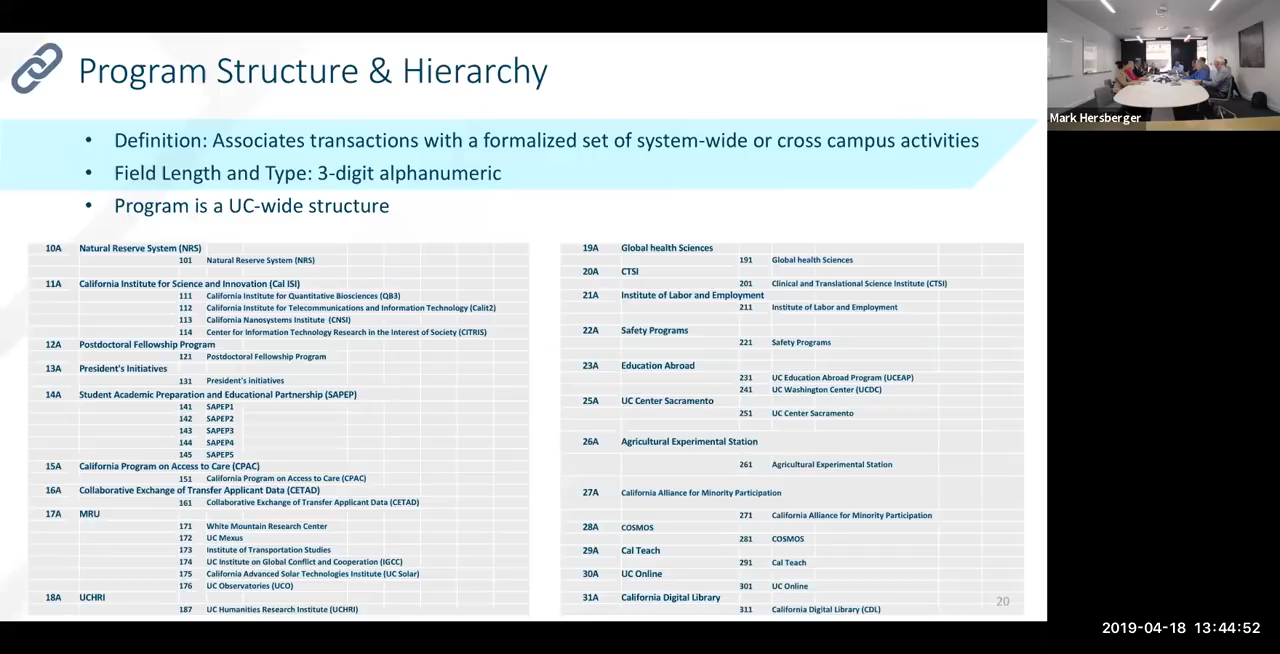 Program Structure & Hierarchy
• Definition: Associates transactions with a formalized set of system-wide or cross campus activities
• Field Length and Type: 3-digit alphanumeric
• Program is a UC-wide structure
10A Natural Reserve System (NRS)
101 Natural Reserve System (NRS)
11A California Institute for Science and Innovation (Cal ISI)
111 California Institute for Quantitative Biosciences (QB3)
112 California Institute for Telecommunications and Information Technology (Calit2)
113 California Nanosystems Institute (CNSI)
114 Center for Information Technology Research in the Interest of Society (CITRIS)
12A Postdoctoral Fellowship Program
121 Postdoctoral Fellowship Program
13A President's Initiatives
131 President's initiatives
14A Student Academic Preparation and Educational Partnership (SAPEP)
141 SAPEP1
142 SAPEP2
143 SAPEP3
144 SAPEP4
145 SAPEP5
15A California Program on Access to Care (CPAC)
151 California Program on Access to Care (CPAC)
16A Collaborative Exchange of Transfer Applicant Data (CETAD)
161 Collaborative Exchange of Transfer Applicant Data (CETAD)
17A MRU
171 White Mountain Research Center
172 UC Mexus
173 Institute of Transportation Studies
174 UC Institute on Global Conflict and Cooperation (IGCC)
175 California Advanced Solar Technologies Institute (UC Solar)
176 UC Observatories (UCO)
18A UCHRI
187 UC Humanities Research Institute (UCHRI)
19A Global health Sciences
191 Global health Sciences
20A CTSI
201 Clinical and Translational Science Institute (CTSI)
21A Institute of Labor and Employment
211 Institute of Labor and Employment
22A Safety Programs
221 Safety Programs
23A Education Abroad
231 UC Education Abroad Program (UCEAP)
241 UC Washington Center (UCDC)
25A UC Center Sacramento
251 UC Center Sacramento
26A Agricultural Experimental Station
261 Agricultural Experimental Station
27A California Alliance for Minority Participation
271 California Alliance for Minority Participation
28A COSMOS
281 COSMOS
29A Cal Teach
291 Cal Teach
30A UC Online
301 UC Online
31A California Digital Library
311 California Digital Library (CDL)
20
Mark Hersberger
2019-04-18 13:44:52